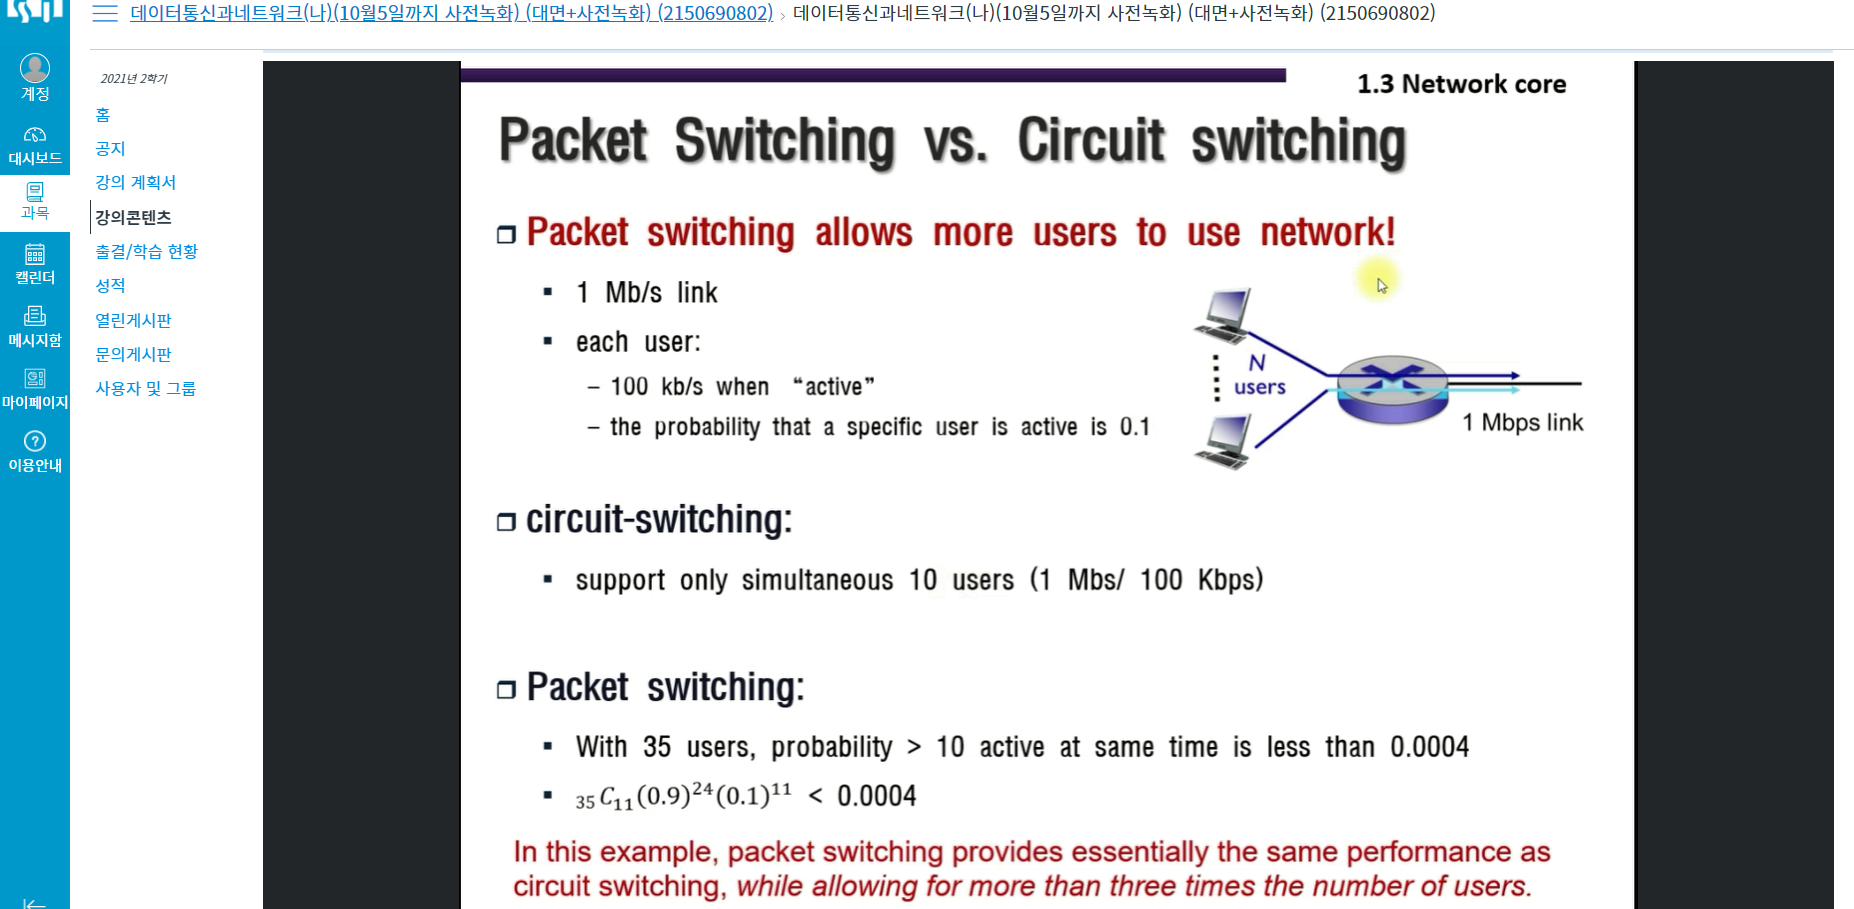 데이터통신과네트워크(나)(10월5일까지 사전녹화) (대면+사전녹화) (2150690802) › 데이터통신과네트워크(나)(10월5일까지 사전녹화) (대면+사전녹화) (2150690802)
계정
대시보드
과목
캘린더
메시지함
마이페이지
이용안내
2021년 2학기
홈
공지
강의 계획서
강의콘텐츠
출결/학습 현황
성적
열린게시판
문의게시판
사용자 및 그룹
1.3 Network core
Packet Switching vs. Circuit switching
❒ Packet switching allows more users to use network!
▪ 1 Mb/s link
▪ each user:
– 100 kb/s when “active”
– the probability that a specific user is active is 0.1
N
users
1 Mbps link
❒ circuit-switching:
▪ support only simultaneous 10 users (1 Mbs/ 100 Kbps)
❒ Packet switching:
▪ With 35 users, probability > 10 active at same time is less than 0.0004
▪ ₃₅C₁₁(0.9)²⁴(0.1)¹¹ < 0.0004
In this example, packet switching provides essentially the same performance as
circuit switching, while allowing for more than three times the number of users.